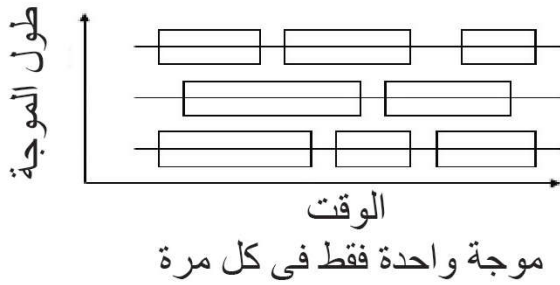 طول الموجة
الوقت
موجة واحدة فقط فى كل مرة